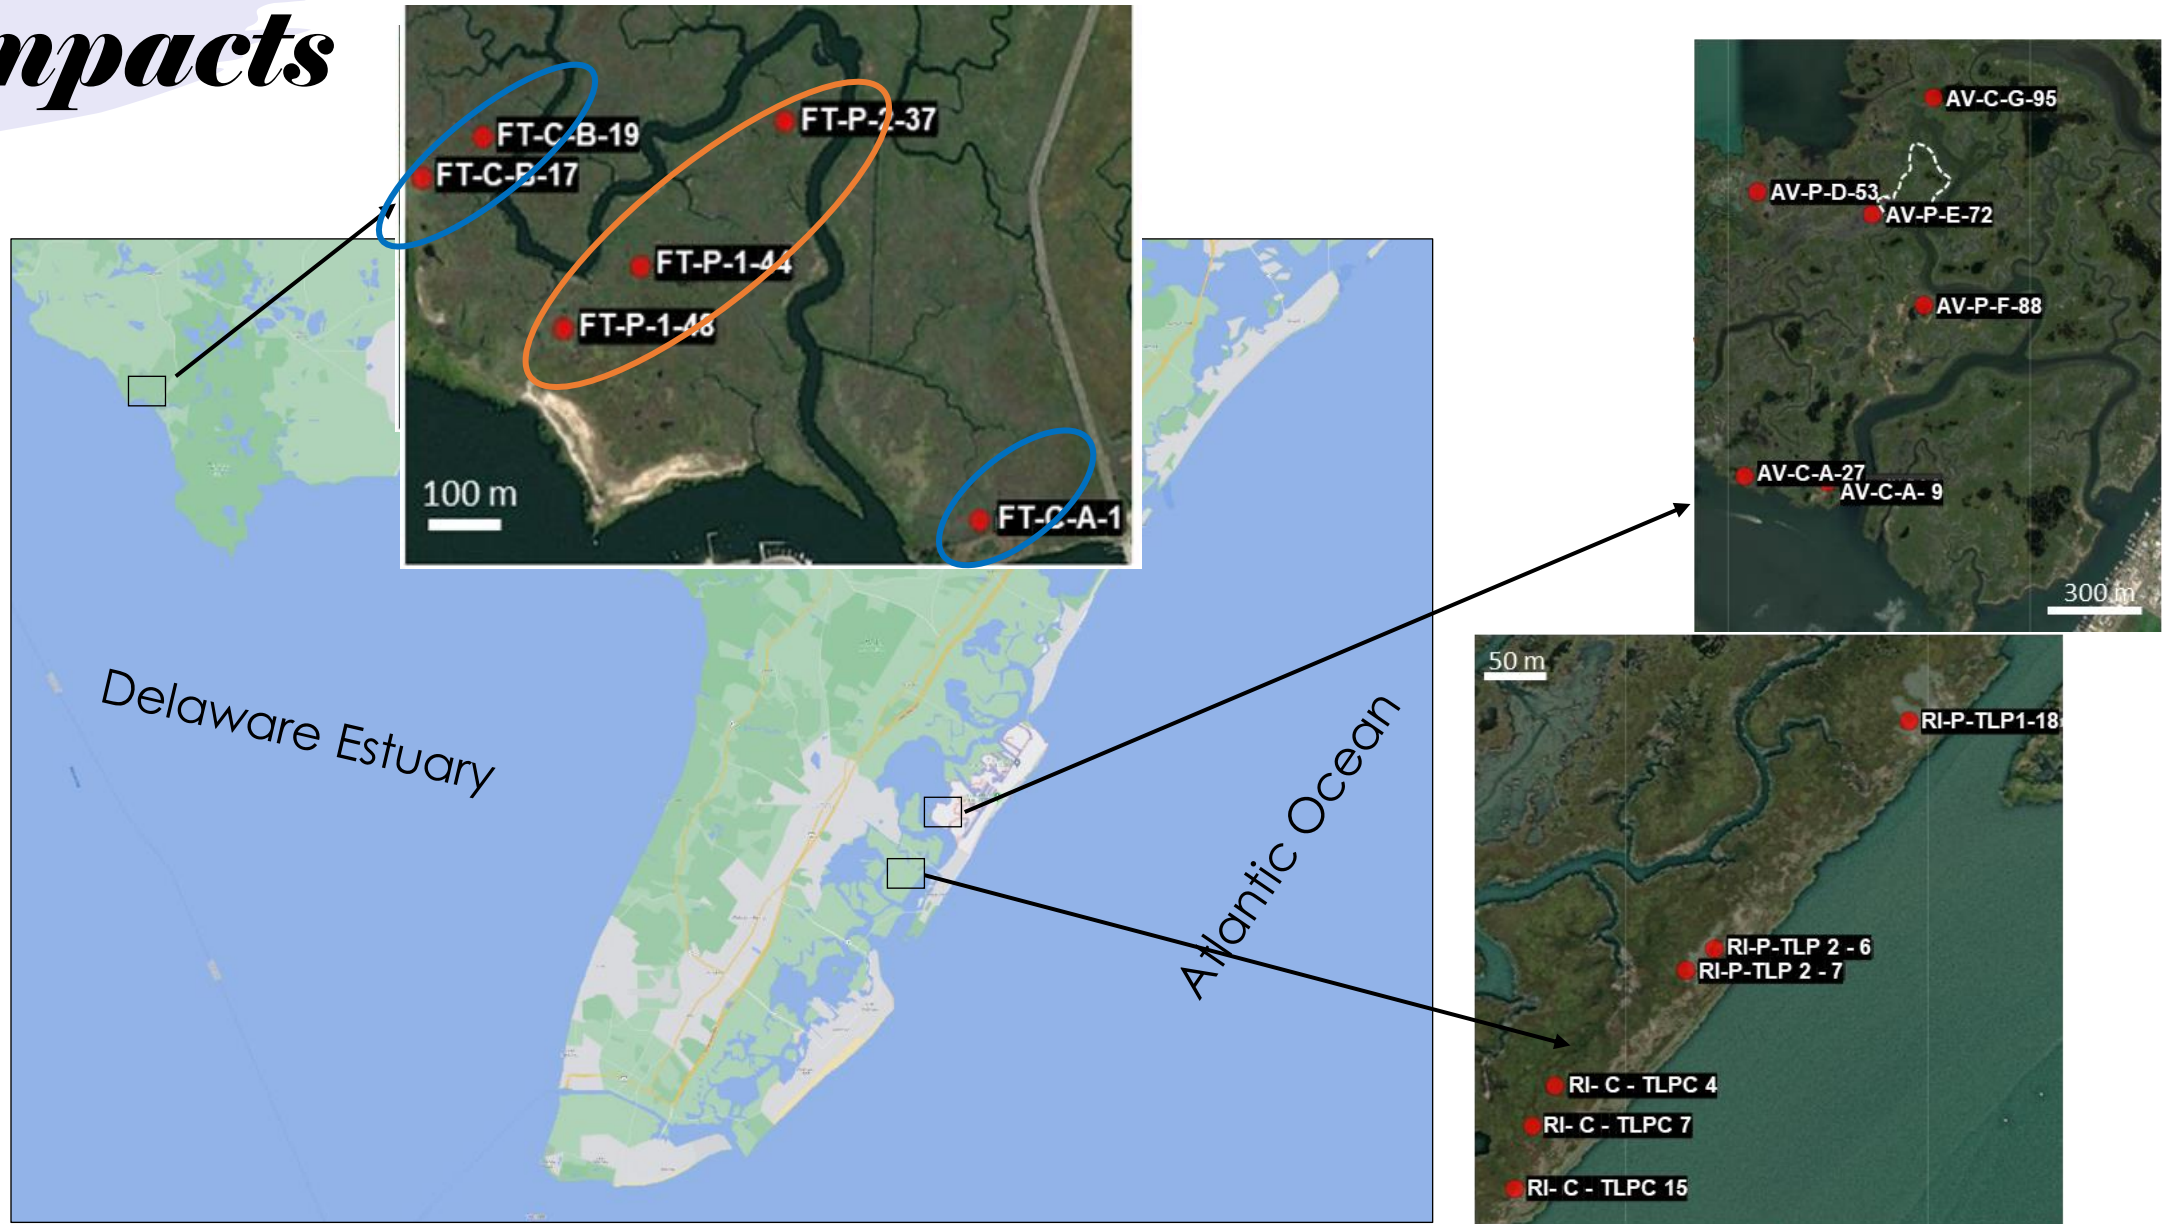 mpacts
FT-C-B-19
FT-C-B-17
FT-P-2-37
FT-P-1-44
FT-P-1-48
FT-C-A-1
100 m
AV-C-G-95
AV-P-D-53
AV-P-E-72
AV-P-F-88
AV-C-A-27
AV-C-A- 9
300 m
Delaware Estuary
Atlantic Ocean
50 m
RI-P-TLP1-18
RI-P-TLP 2 - 6
RI-P-TLP 2 - 7
RI- C - TLPC 4
RI- C - TLPC 7
RI- C - TLPC 15